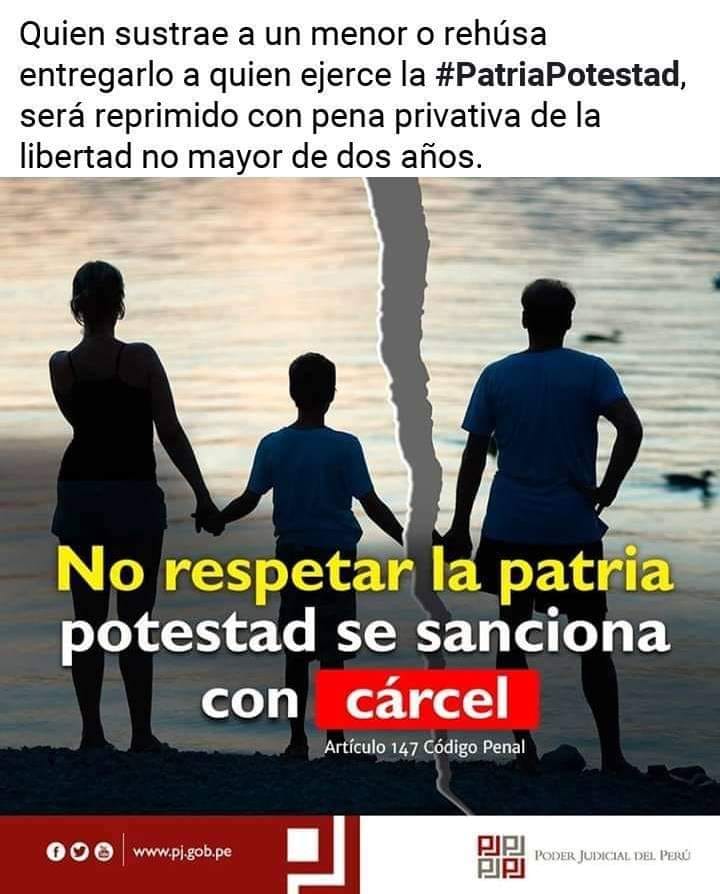 Quien sustrae a un menor o rehúsa
entregarlo a quien ejerce la #PatriaPotestad,
será reprimido con pena privativa de la
libertad no mayor de dos años.
No respetar la patria
potestad se sanciona
con cárcel
Artículo 147 Código Penal
www.pj.gob.pe
PJPJ
PJPJ
PODER JUDICIAL DEL PERÚ